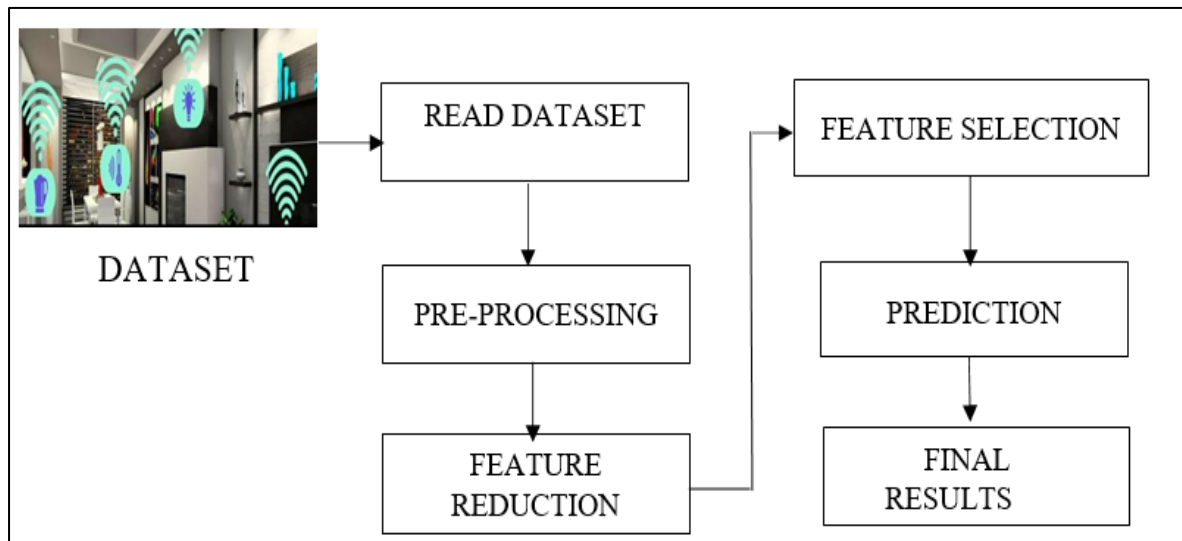 DATASET
READ DATASET
PRE-PROCESSING
FEATURE
REDUCTION
FEATURE SELECTION
PREDICTION
FINAL
RESULTS